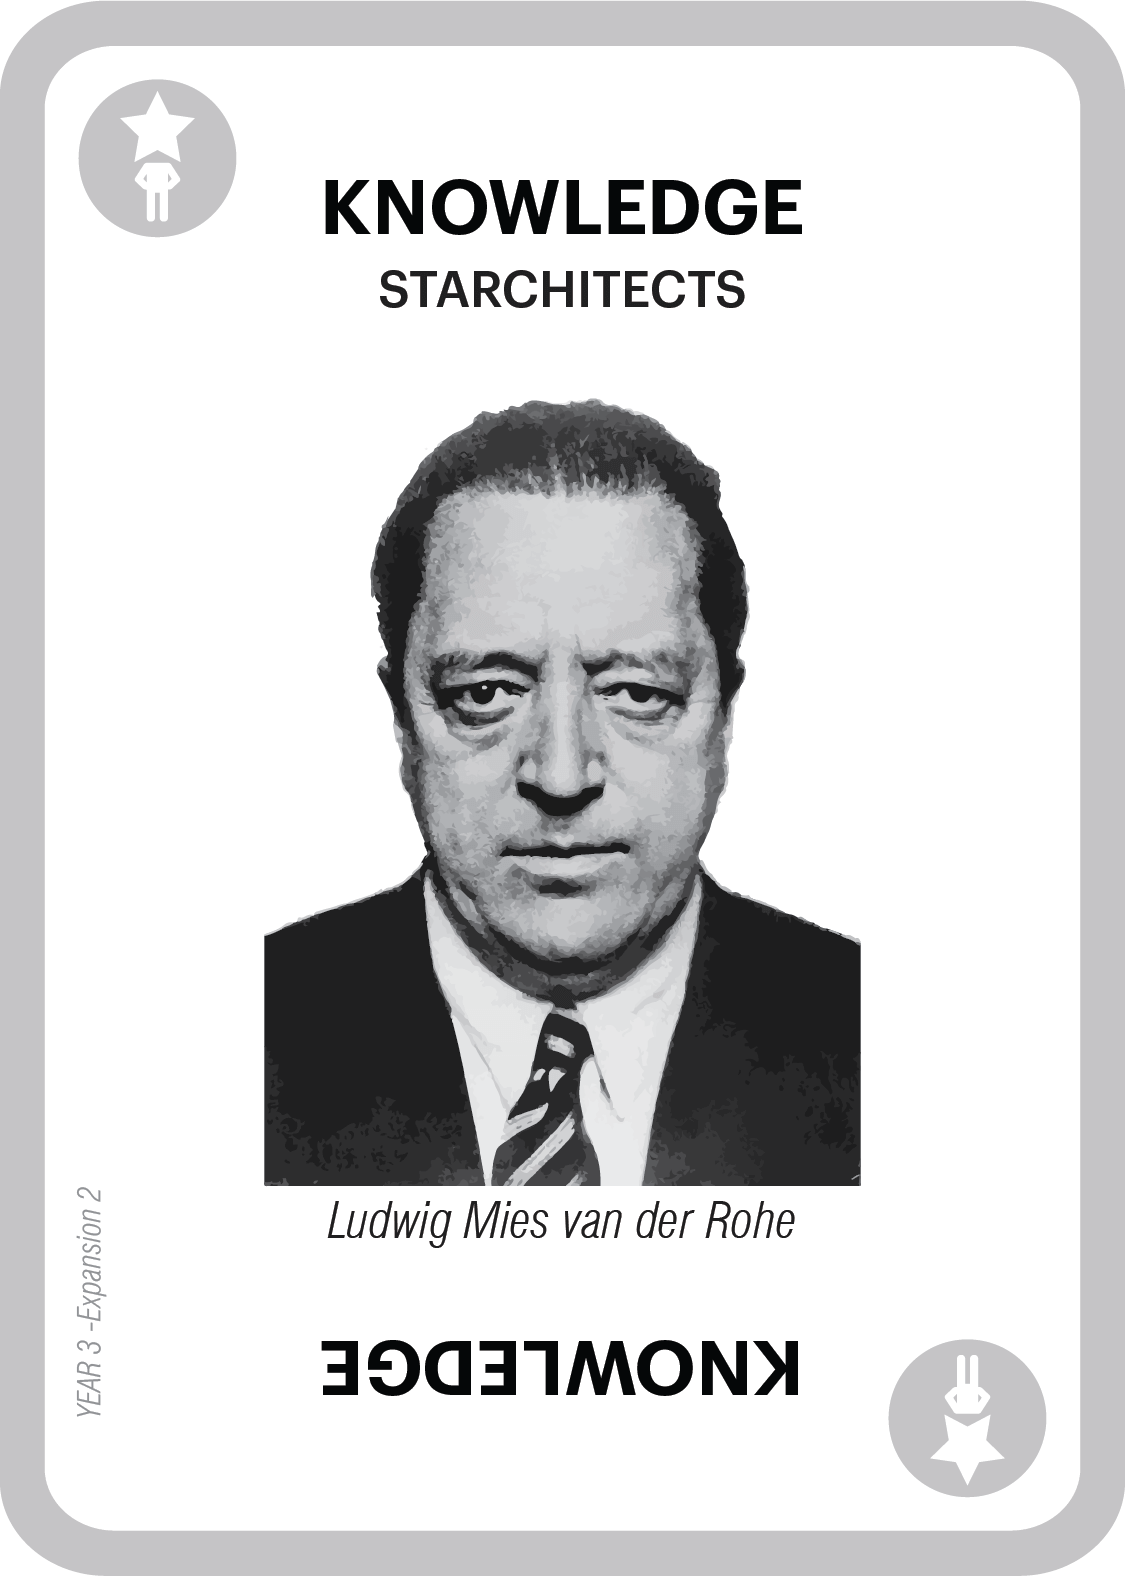 KNOWLEDGE
STARCHITECTS
Ludwig Mies van der Rohe
YEAR 3 -Expansion 2
KNOWLEDGE